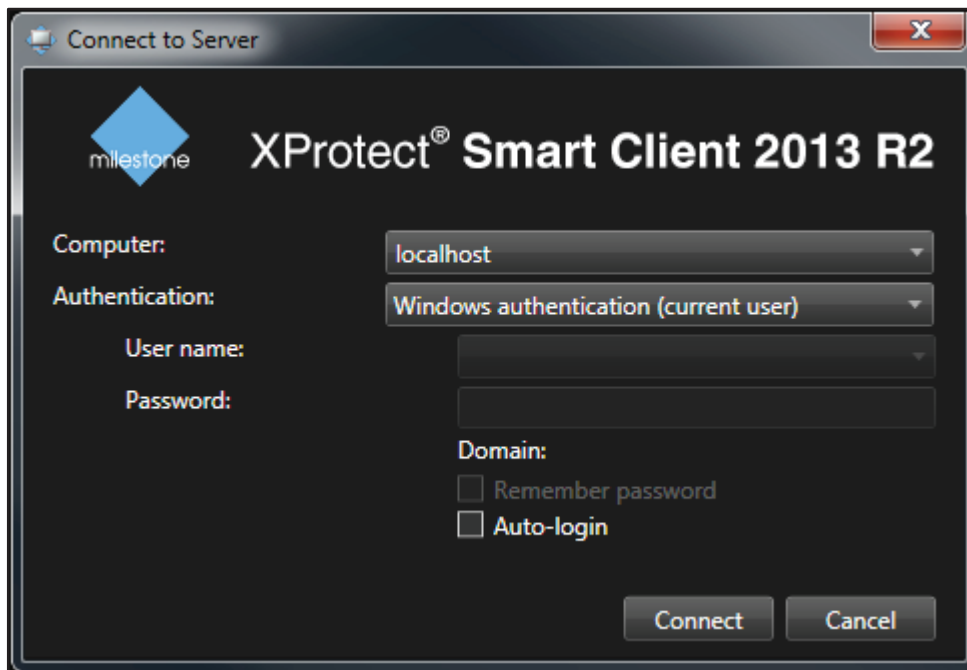 Connect to Server
milestone
XProtect® Smart Client 2013 R2
Computer:
localhost
Authentication:
Windows authentication (current user)
User name:
Password:
Domain:
Remember password
Auto-login
Connect Cancel